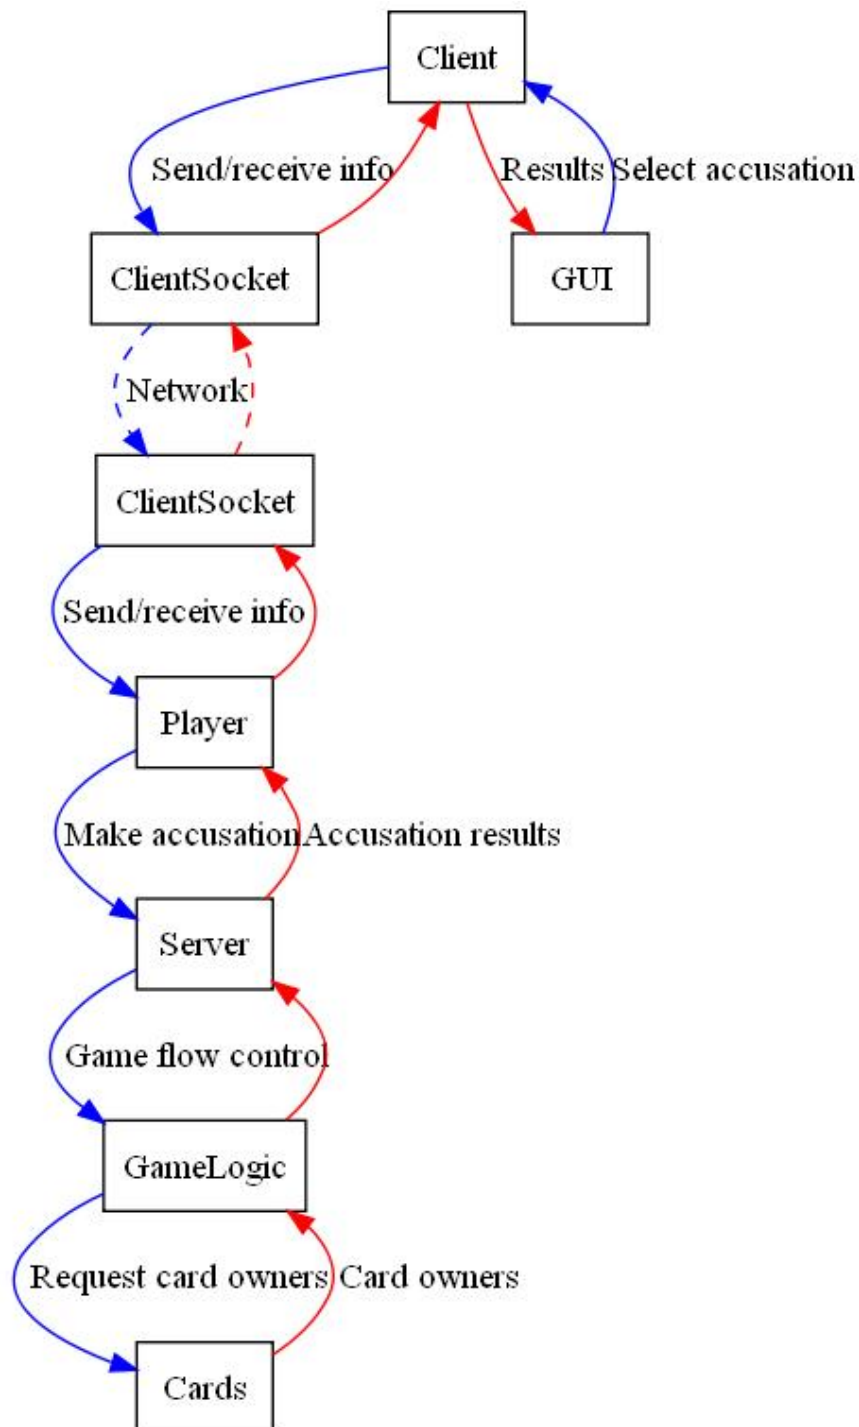 Client
Send/receive info
Results
Select accusation
ClientSocket
GUI
Network
ClientSocket
Send/receive info
Player
Make accusation
Accusation results
Server
Game flow control
GameLogic
Request card owners
Card owners
Cards